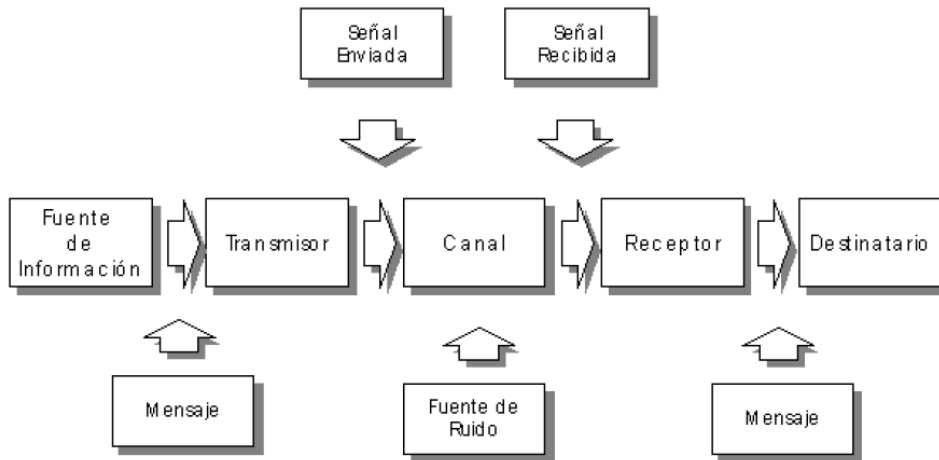 Señal
Enviada
Señal
Recibida
Fuente
de
Información
Transmisor
Canal
Receptor
Destinatario
Mensaje
Fuente de
Ruido
Mensaje